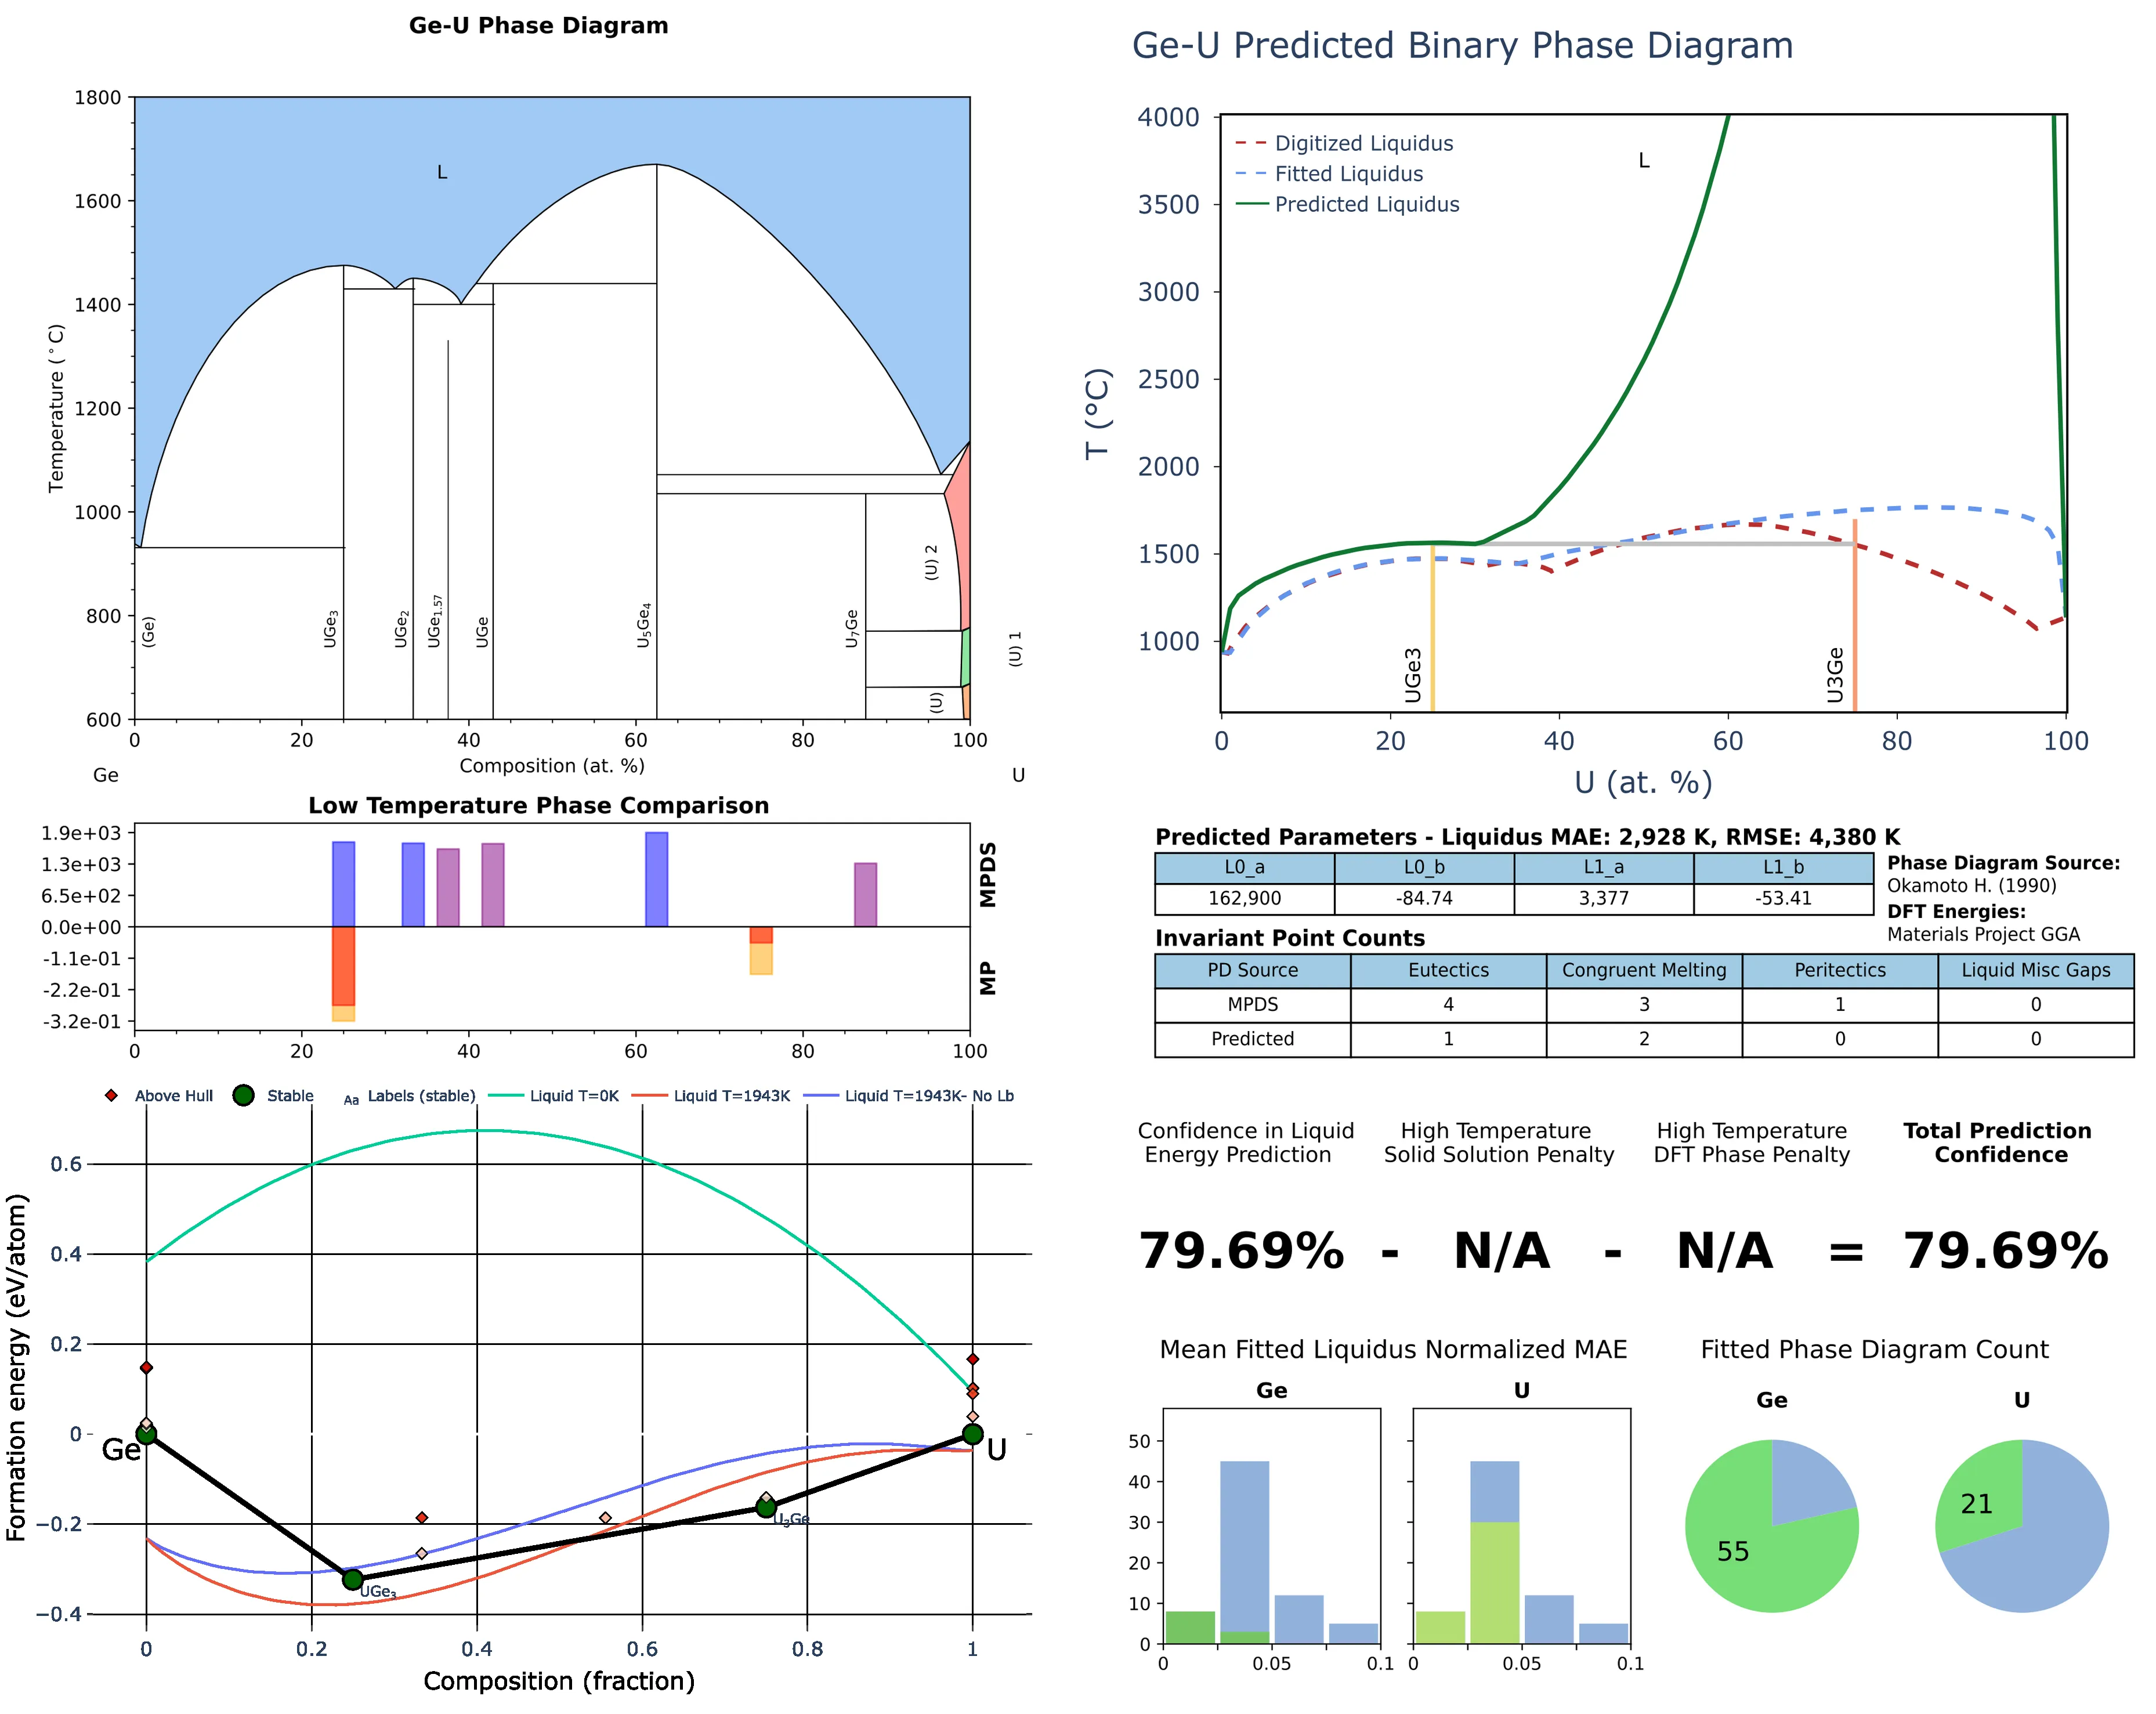 Ge-U Phase Diagram
1800
1600
1400
1200
1000
800
600
Temperature (°C)
L
(Ge)
UGe3
UGe2
UGe1.57
UGe
U5Ge4
U7Ge
(U) 2
(U)
(U) 1
0 20 40 60 80 100
Composition (at. %)
Ge
U
Low Temperature Phase Comparison
1.9e+03
1.3e+03
6.5e+02
0.0e+00
-1.1e-01
-2.2e-01
-3.2e-01
MPDS
MP
0 20 40 60 80 100
Above Hull Stable Aa Labels (stable) Liquid T=0K Liquid T=1943K Liquid T=1943K- No Lb
0.6
0.4
0.2
0
−0.2
−0.4
Formation energy (eV/atom)
Ge
U
UGe3
U3Ge
0 0.2 0.4 0.6 0.8 1
Composition (fraction)
Ge-U Predicted Binary Phase Diagram
4000
3500
3000
2500
2000
1500
1000
T (°C)
Digitized Liquidus
Fitted Liquidus
Predicted Liquidus
L
UGe3
U3Ge
0 20 40 60 80 100
U (at. %)
Predicted Parameters - Liquidus MAE: 2,928 K, RMSE: 4,380 K
L0_a L0_b L1_a L1_b
162,900 -84.74 3,377 -53.41
Phase Diagram Source:
Okamoto H. (1990)
DFT Energies:
Materials Project GGA
Invariant Point Counts
PD Source Eutectics Congruent Melting Peritectics Liquid Misc Gaps
MPDS 4 3 1 0
Predicted 1 2 0 0
Confidence in Liquid
Energy Prediction
High Temperature
Solid Solution Penalty
High Temperature
DFT Phase Penalty
Total Prediction
Confidence
79.69% - N/A - N/A = 79.69%
Mean Fitted Liquidus Normalized MAE
Ge
U
50
40
30
20
10
0
0 0.05 0.1
0 0.05 0.1
Fitted Phase Diagram Count
Ge
U
55
21